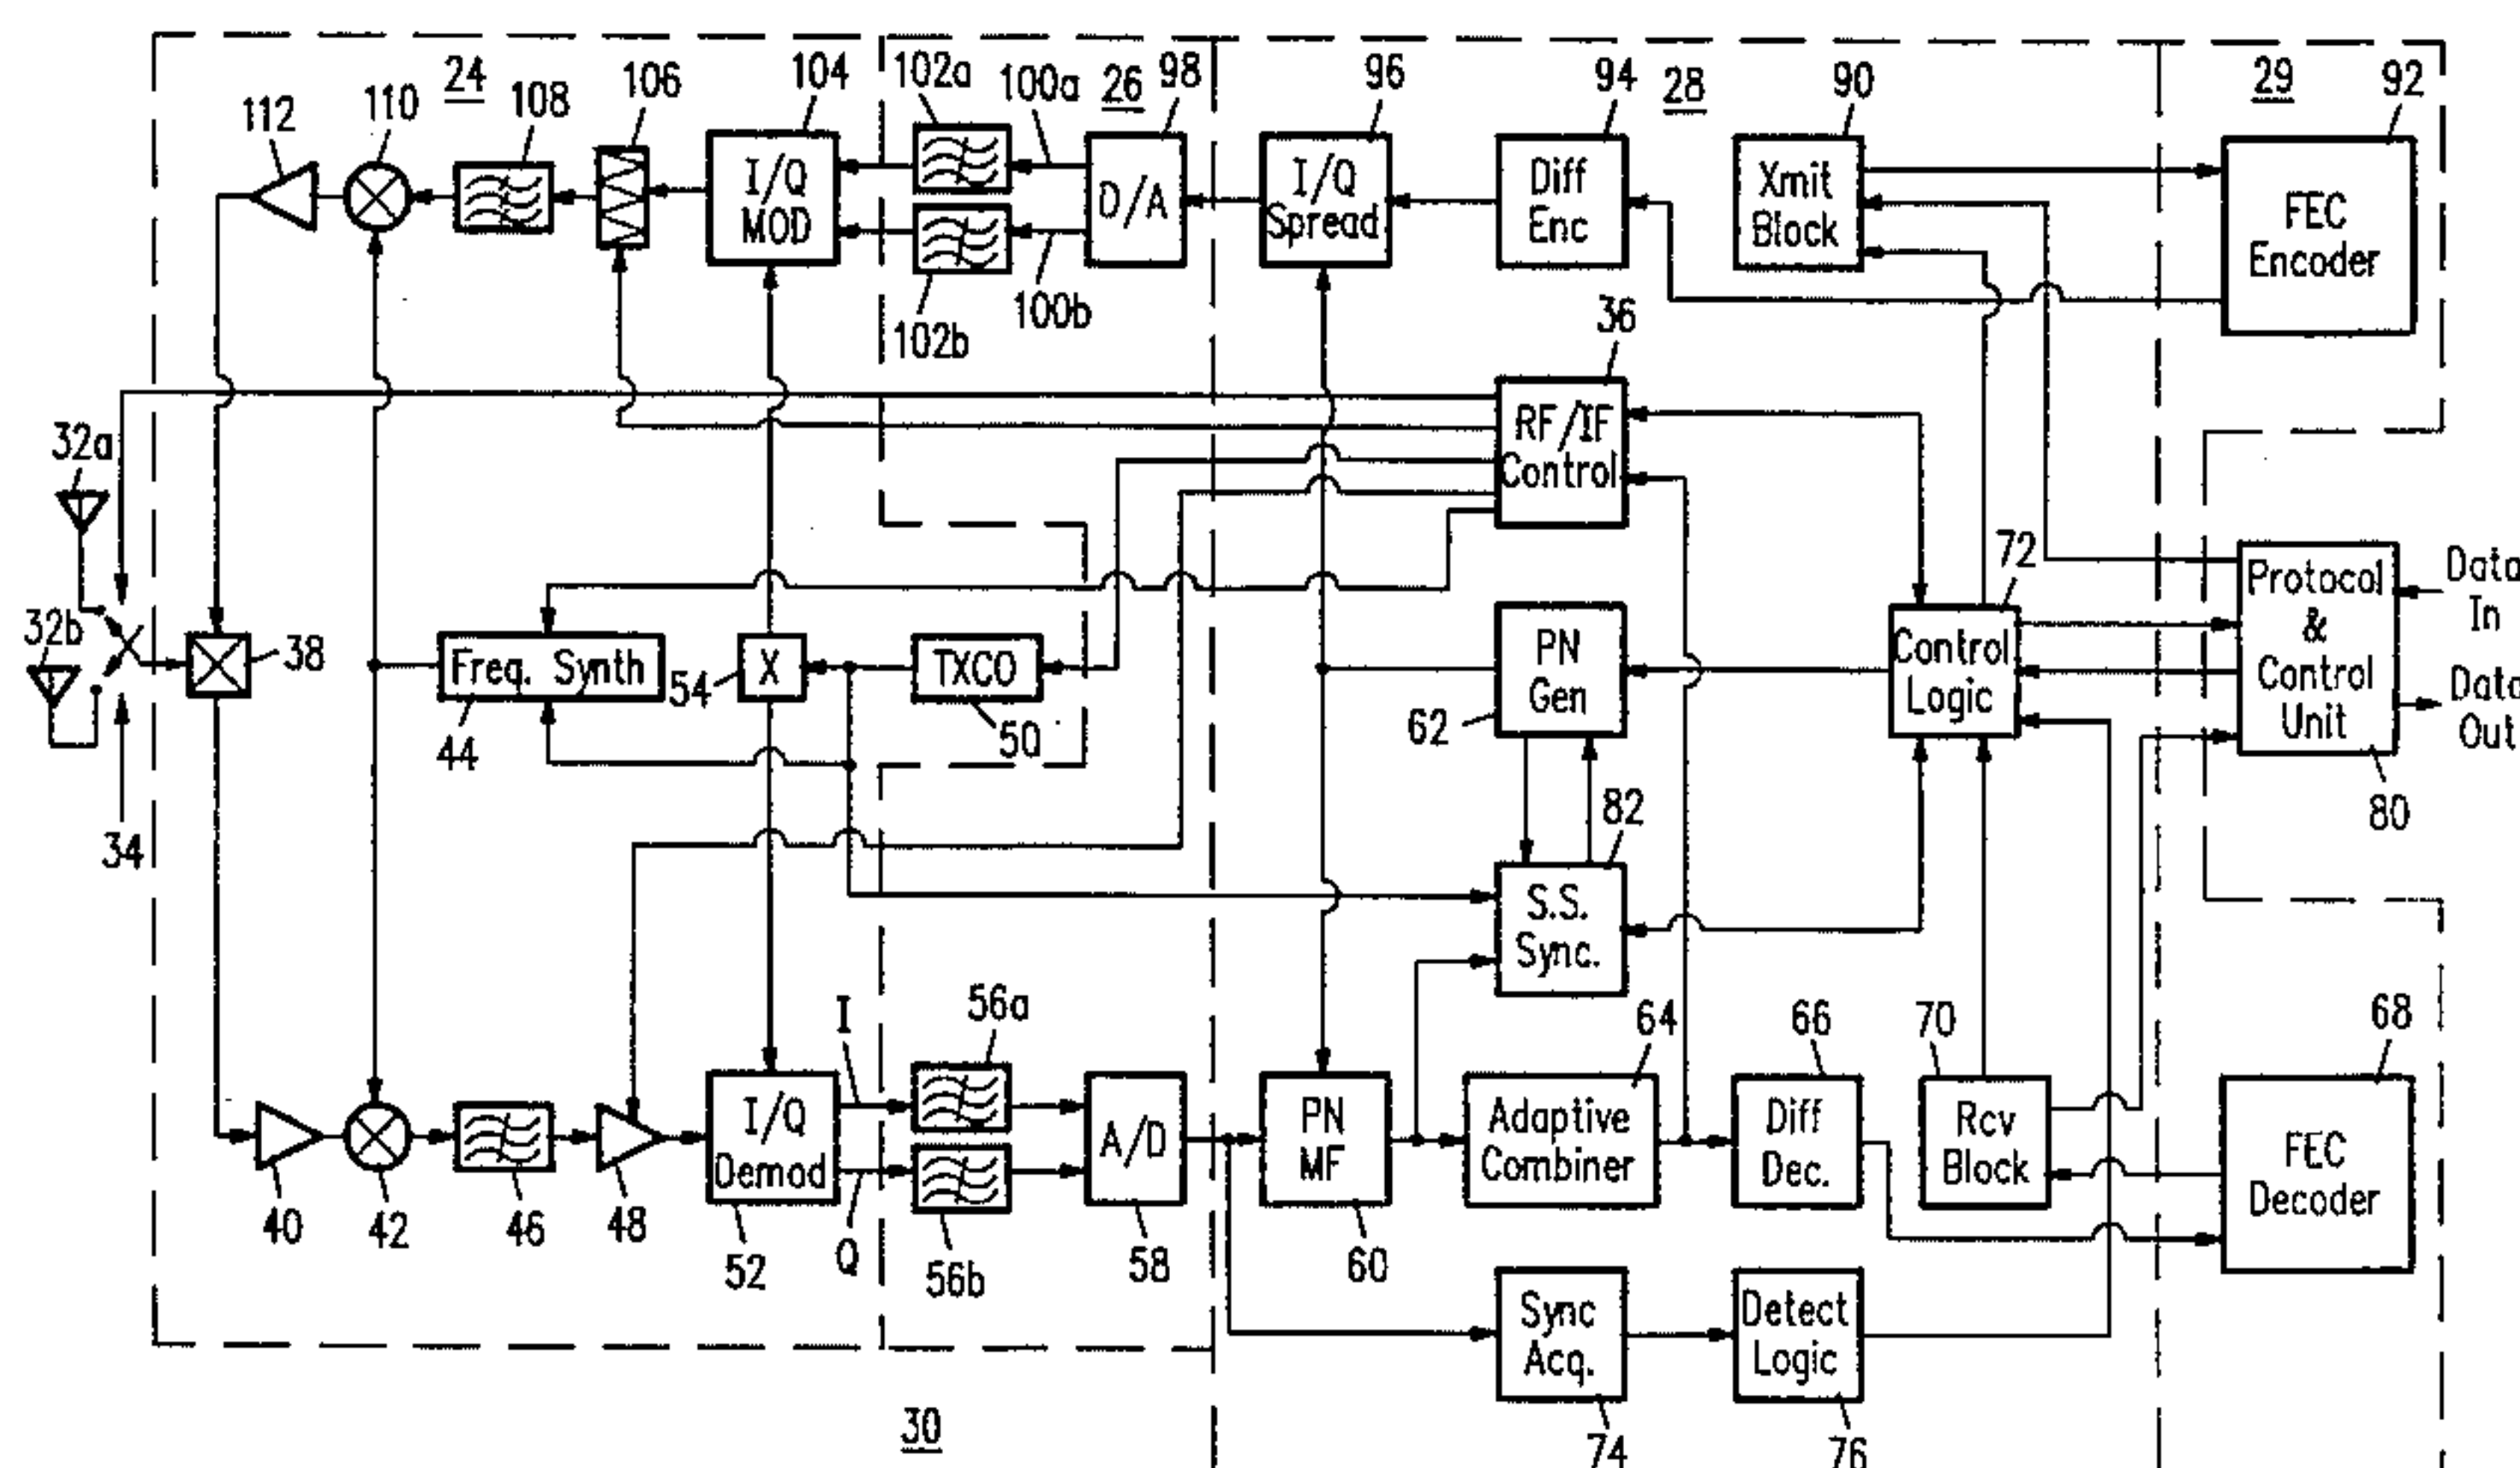 24
106
104
102a
100a
26
98
96
94
28
90
29
92
112
110
108
I/Q
MOD
D/A
I/Q
Spread
Diff
Enc
Xmit
Block
FEC
Encoder
102b
100b
36
32a
RF/IF
Control
72
Protocal
&
Control
Unit
Data
In
Data
Out
32b
38
Freq. Synth
54
X
TXCO
PN
Gen
Control
Logic
44
50
62
34
82
80
S.S.
Sync.
I
56a
64
66
70
68
I/Q
Demod
A/D
PN
MF
Adaptive
Combiner
Diff
Dec.
Rcv
Block
FEC
Decoder
40
42
46
48
52
Q
56b
58
60
Sync
Acq.
Detect
Logic
30
74
76